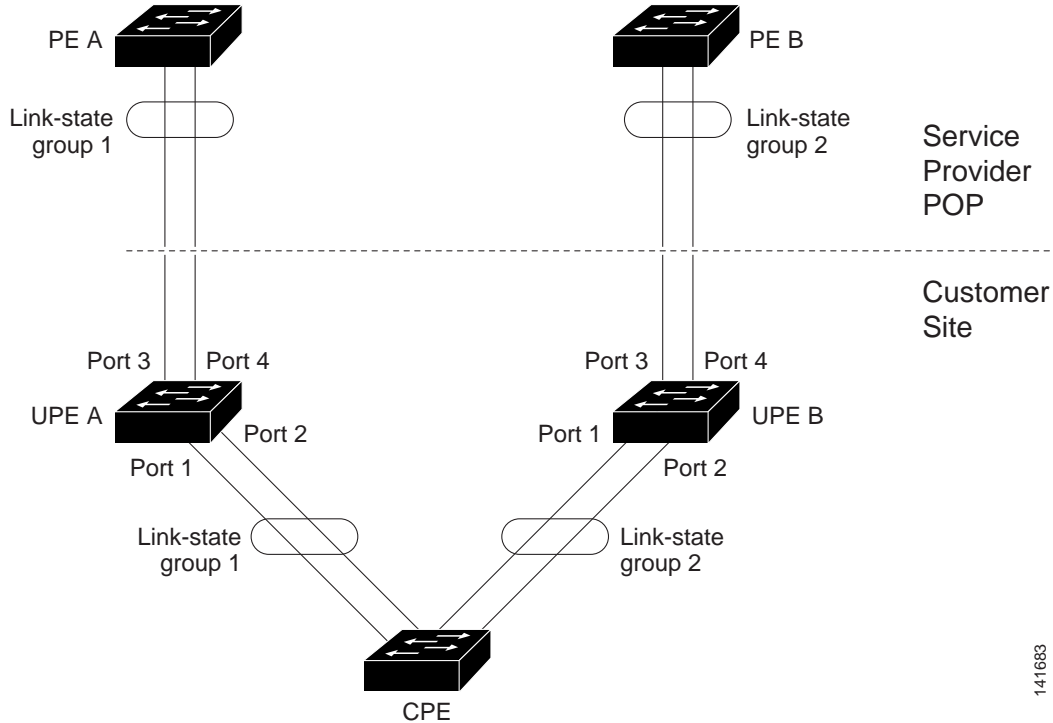 PE A
PE B
Link-state
group 1
Link-state
group 2
Service
Provider
POP
Customer
Site
Port 3
Port 4
Port 3
Port 4
UPE A
UPE B
Port 2
Port 1
Port 1
Port 2
Link-state
group 1
Link-state
group 2
CPE
141683